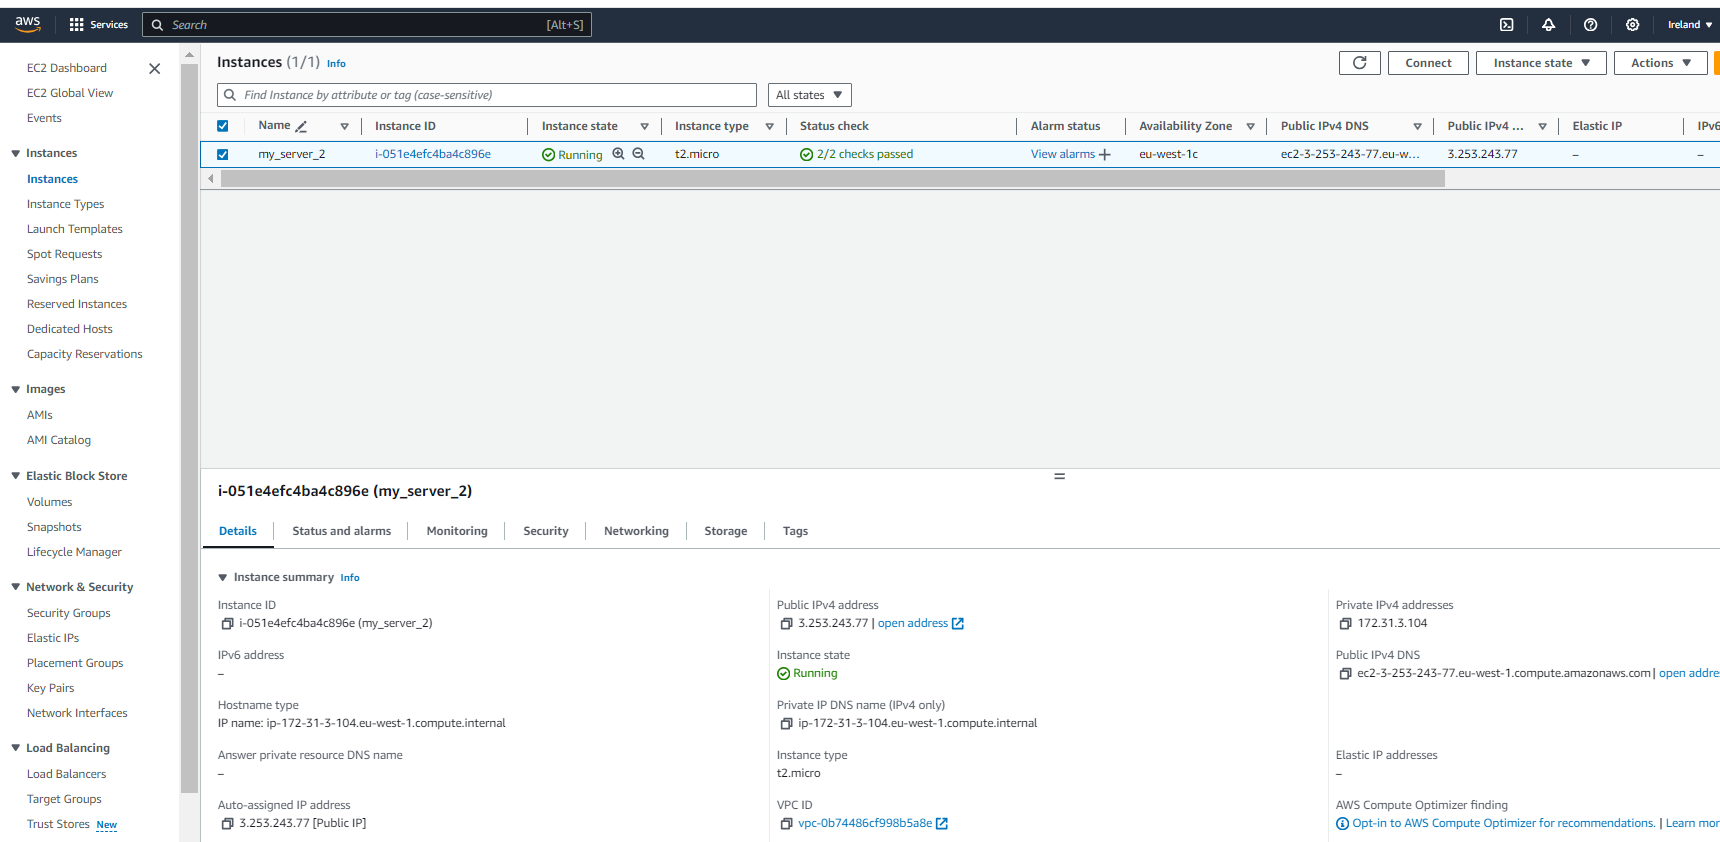 aws
Services
Search
[Alt+S]
Ireland
EC2 Dashboard
EC2 Global View
Events
Instances
Instances
Instance Types
Launch Templates
Spot Requests
Savings Plans
Reserved Instances
Dedicated Hosts
Capacity Reservations
Images
AMIs
AMI Catalog
Elastic Block Store
Volumes
Snapshots
Lifecycle Manager
Network & Security
Security Groups
Elastic IPs
Placement Groups
Key Pairs
Network Interfaces
Load Balancing
Load Balancers
Target Groups
Trust Stores New
Instances (1/1) Info
Connect
Instance state
Actions
Find Instance by attribute or tag (case-sensitive)
All states
Name Instance ID Instance state Instance type Status check Alarm status Availability Zone Public IPv4 DNS Public IPv4 ... Elastic IP IPv6
my_server_2 i-051e4efc4ba4c896e Running t2.micro 2/2 checks passed View alarms + eu-west-1c ec2-3-253-243-77.eu-w... 3.253.243.77 – –
i-051e4efc4ba4c896e (my_server_2)
Details Status and alarms Monitoring Security Networking Storage Tags
Instance summary Info
Instance ID
i-051e4efc4ba4c896e (my_server_2)
IPv6 address
–
Hostname type
IP name: ip-172-31-3-104.eu-west-1.compute.internal
Answer private resource DNS name
–
Auto-assigned IP address
3.253.243.77 [Public IP]
Public IPv4 address
3.253.243.77 | open address
Instance state
Running
Private IP DNS name (IPv4 only)
ip-172-31-3-104.eu-west-1.compute.internal
Instance type
t2.micro
VPC ID
vpc-0b74486cf998b5a8e
Private IPv4 addresses
172.31.3.104
Public IPv4 DNS
ec2-3-253-243-77.eu-west-1.compute.amazonaws.com | open addre
Elastic IP addresses
–
AWS Compute Optimizer finding
Opt-in to AWS Compute Optimizer for recommendations. | Learn mor